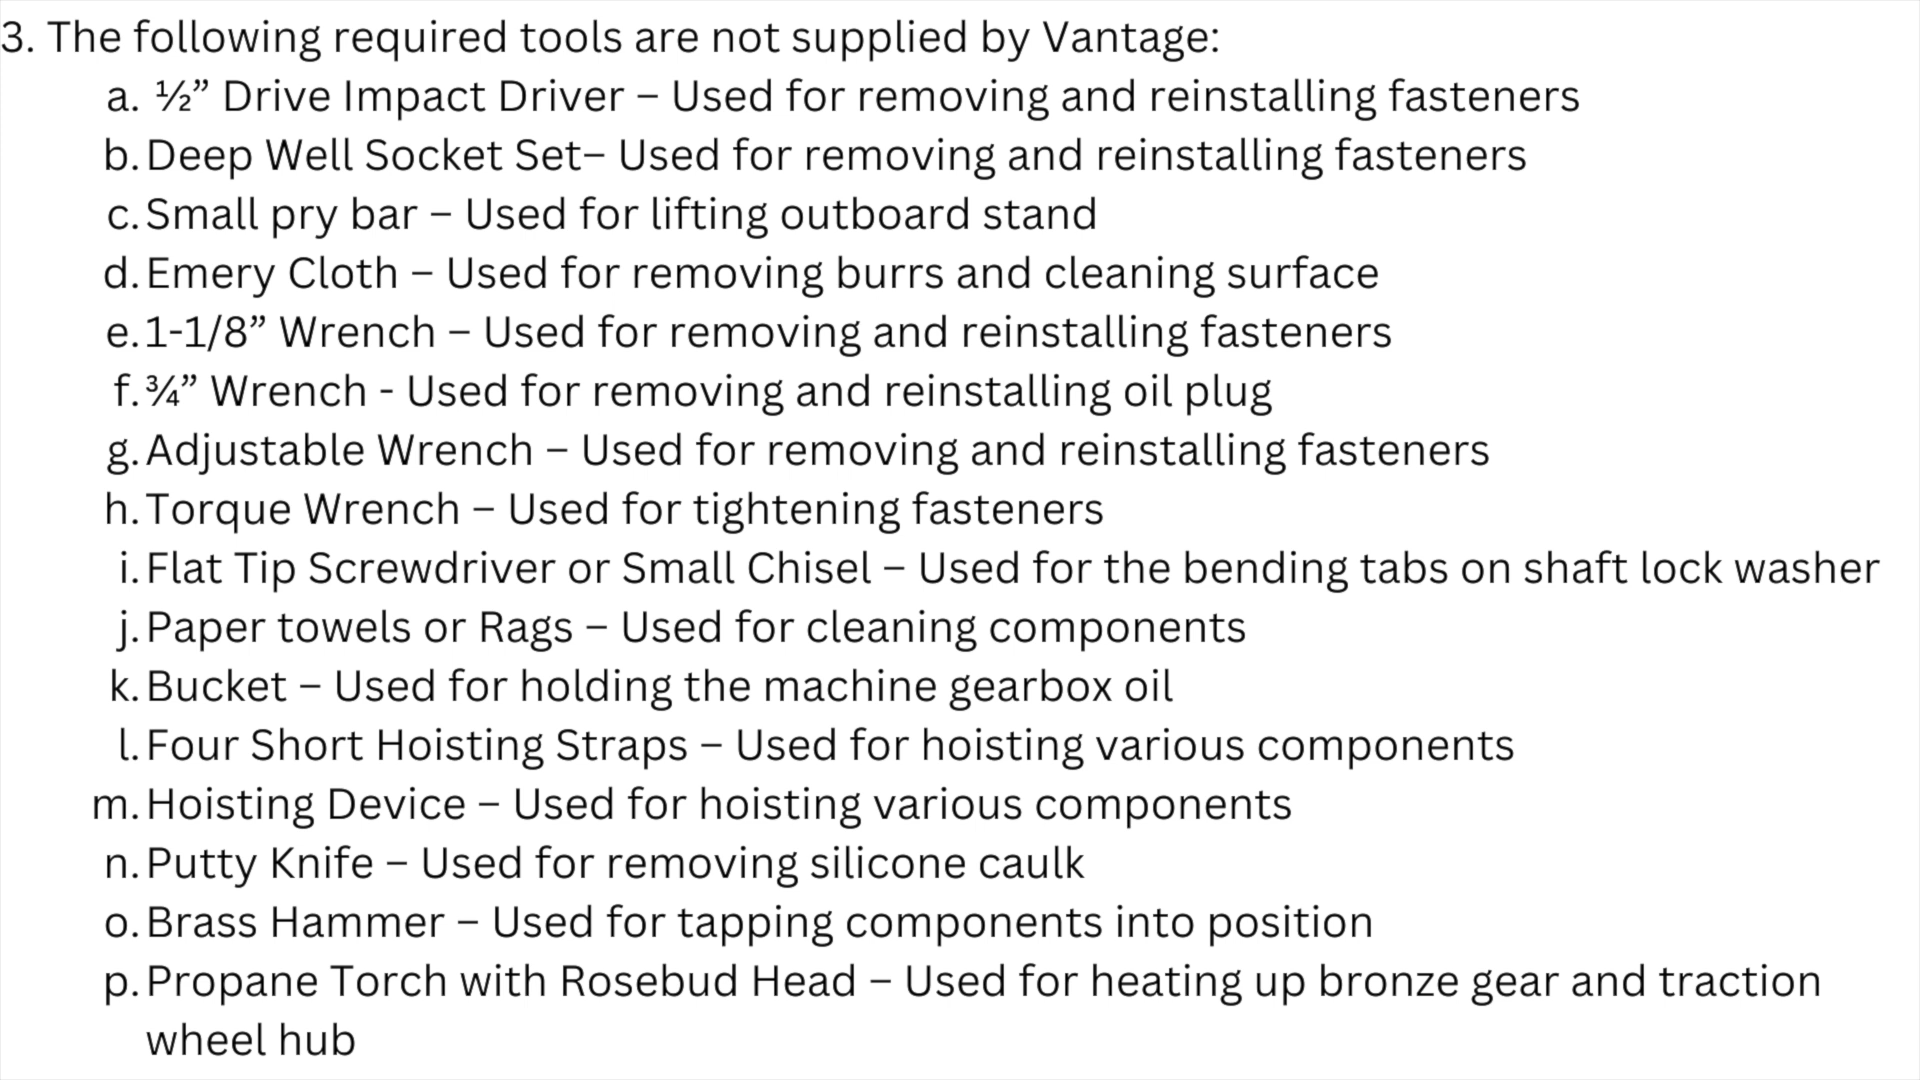 3. The following required tools are not supplied by Vantage:
a. ½” Drive Impact Driver – Used for removing and reinstalling fasteners
b. Deep Well Socket Set– Used for removing and reinstalling fasteners
c. Small pry bar – Used for lifting outboard stand
d. Emery Cloth – Used for removing burrs and cleaning surface
e. 1-1/8” Wrench – Used for removing and reinstalling fasteners
f. ¾” Wrench - Used for removing and reinstalling oil plug
g. Adjustable Wrench – Used for removing and reinstalling fasteners
h. Torque Wrench – Used for tightening fasteners
i. Flat Tip Screwdriver or Small Chisel – Used for the bending tabs on shaft lock washer
j. Paper towels or Rags – Used for cleaning components
k. Bucket – Used for holding the machine gearbox oil
l. Four Short Hoisting Straps – Used for hoisting various components
m. Hoisting Device – Used for hoisting various components
n. Putty Knife – Used for removing silicone caulk
o. Brass Hammer – Used for tapping components into position
p. Propane Torch with Rosebud Head – Used for heating up bronze gear and traction
wheel hub